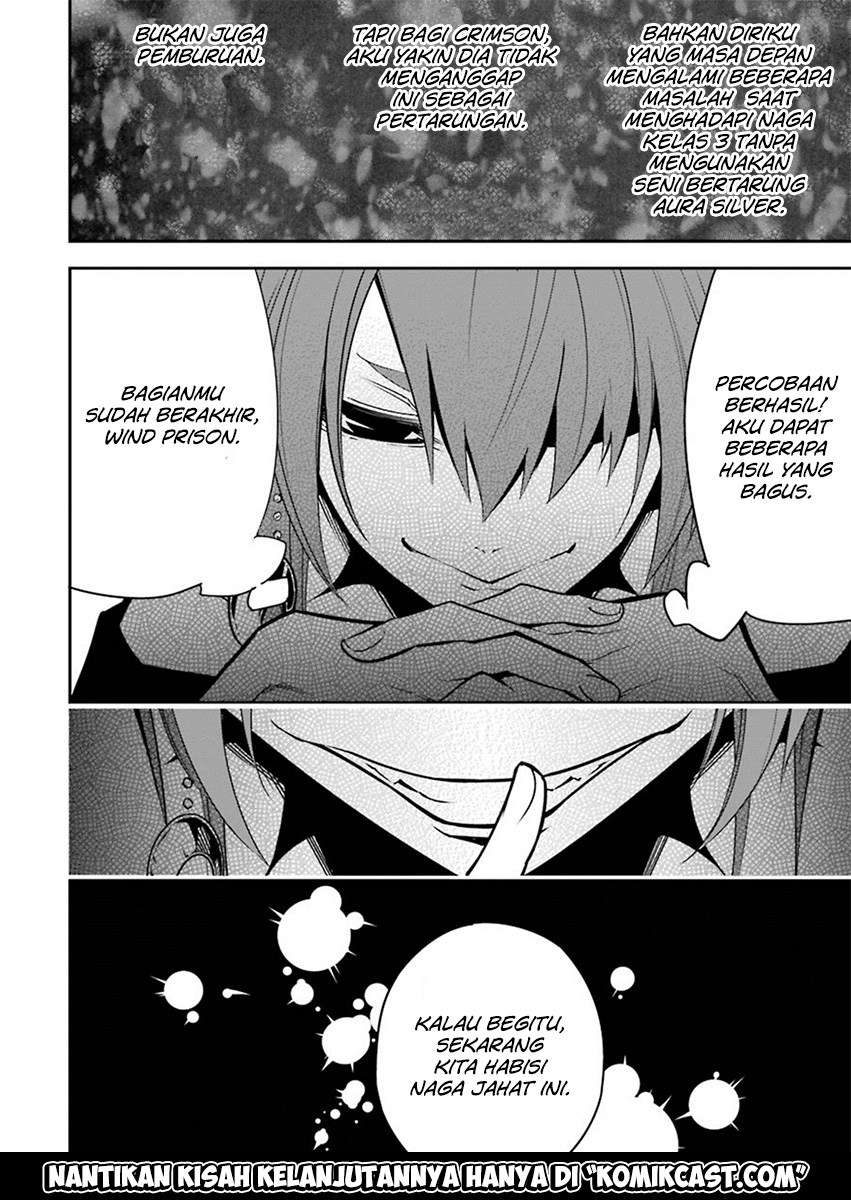 BAHKAN DIRIKU
YANG MASA DEPAN
MENGALAMI BEBERAPA
MASALAH SAAT
MENGHADAPI NAGA
KELAS 3 TANPA
MENGUNAKAN
SENI BERTARUNG
AURA SILVER.
TAPI BAGI CRIMSON,
AKU YAKIN DIA TIDAK
MENGANGGAP
INI SEBAGAI
PERTARUNGAN.
BUKAN JUGA
PEMBURUAN.
PERCOBAAN
BERHASIL!
AKU DAPAT
BEBERAPA
HASIL YANG
BAGUS.
BAGIANMU
SUDAH BERAKHIR,
WIND PRISON.
KALAU BEGITU,
SEKARANG
KITA HABISI
NAGA JAHAT INI.
NANTIKAN KISAH KELANJUTANNYA HANYA DI "KOMIKCAST.COM"